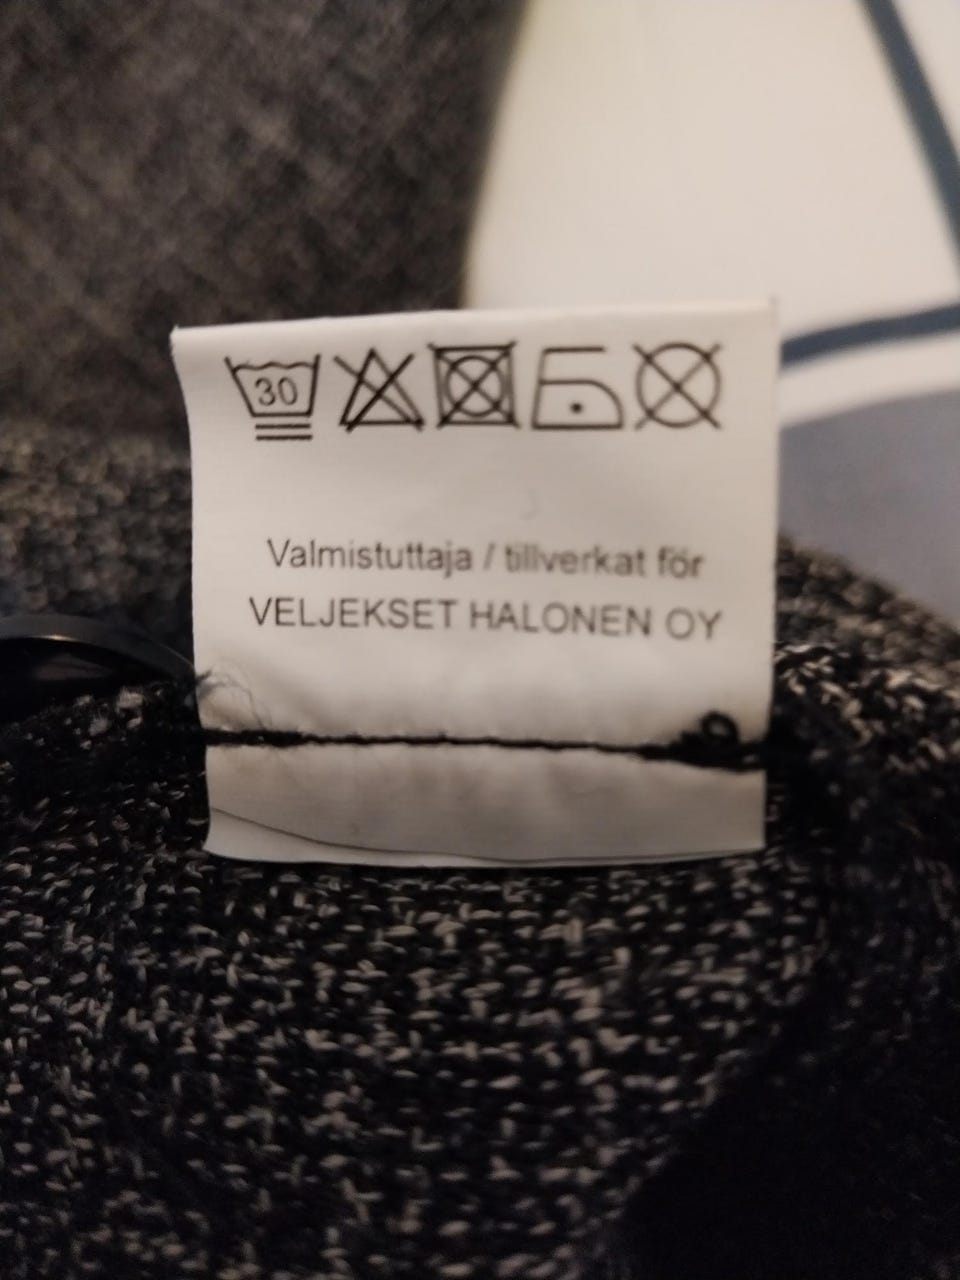 30
Valmistuttaja / tillverkat för
VELJEKSET HALONEN OY